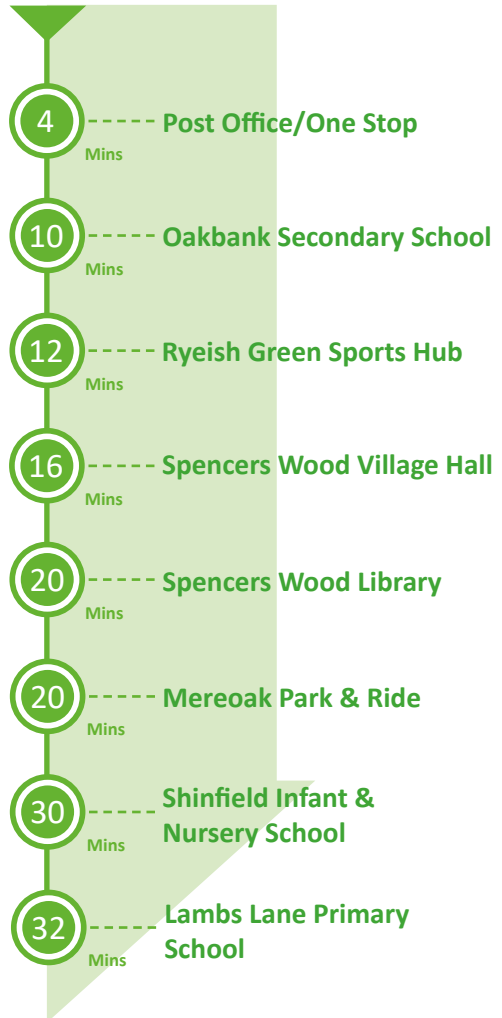 4
Post Office/One Stop
Mins
10
Oakbank Secondary School
Mins
12
Ryeish Green Sports Hub
Mins
16
Spencers Wood Village Hall
Mins
20
Spencers Wood Library
Mins
20
Mereoak Park & Ride
Mins
30
Shinfield Infant &
Nursery School
Mins
32
Lambs Lane Primary
School
Mins